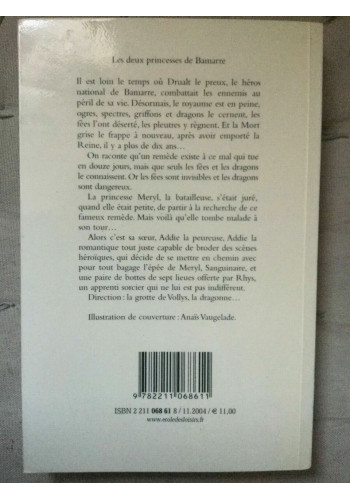 Les deux princesses de Bamarre
Il est loin le temps où Drualt le preux, le héros
national de Bamarre, combattait les ennemis au
péril de sa vie. Désormais, le royaume est en peine,
ogres, spectres, griffons et dragons le cernent, les
fées l'ont déserté, les pleutres y règnent. Et la Mort
grise le frappe à nouveau, après avoir emporté la
Reine, il y a plus de dix ans…
On raconte qu'un remède existe à ce mal qui tue
en douze jours, mais que seuls les fées et les dragons
le connaissent. Or les fées sont invisibles et les dragons
sont dangereux.
La princesse Meryl, la batailleuse, s'était juré,
quand elle était petite, de partir à la recherche de ce
fameux remède. Mais voilà qu'elle tombe malade à
son tour…
Alors c'est sa sœur, Addie la peureuse, Addie la
romantique tout juste capable de broder des scènes
héroïques, qui décide de se mettre en chemin avec
pour tout bagage l'épée de Meryl, Sanguinaire, et
une paire de bottes de sept lieues offerte par Rhys,
un apprenti sorcier qui ne lui est pas indifférent.
Direction : la grotte de Vollys, la dragonne…
Illustration de couverture : Anaïs Vaugelade.
9 782211 068611
ISBN 2 211 068 61 8 / 11.2004 / € 11,00
www.ecoledesloisirs.fr